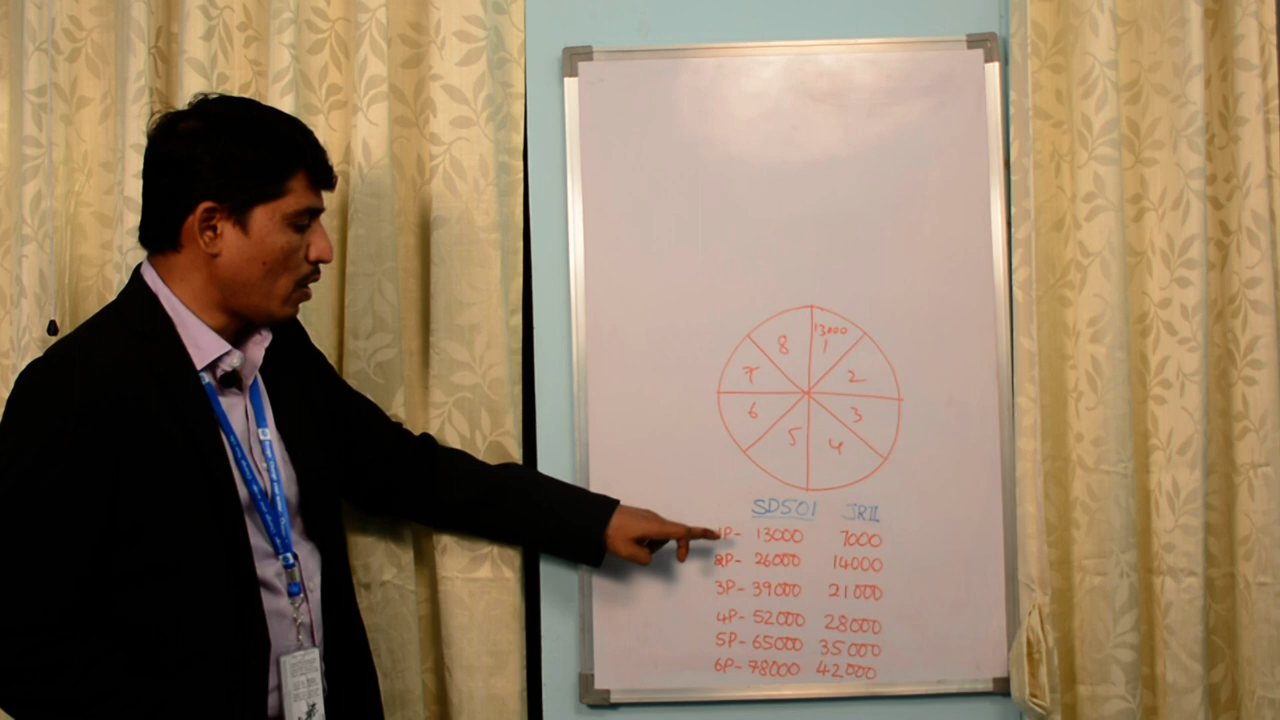 13000
1
2
3
4
5
6
7
8
SD501 JRIL
1P- 13000 7000
2P- 26000 14000
3P- 39000 21000
4P- 52000 28000
5P- 65000 35000
6P- 78000 42000